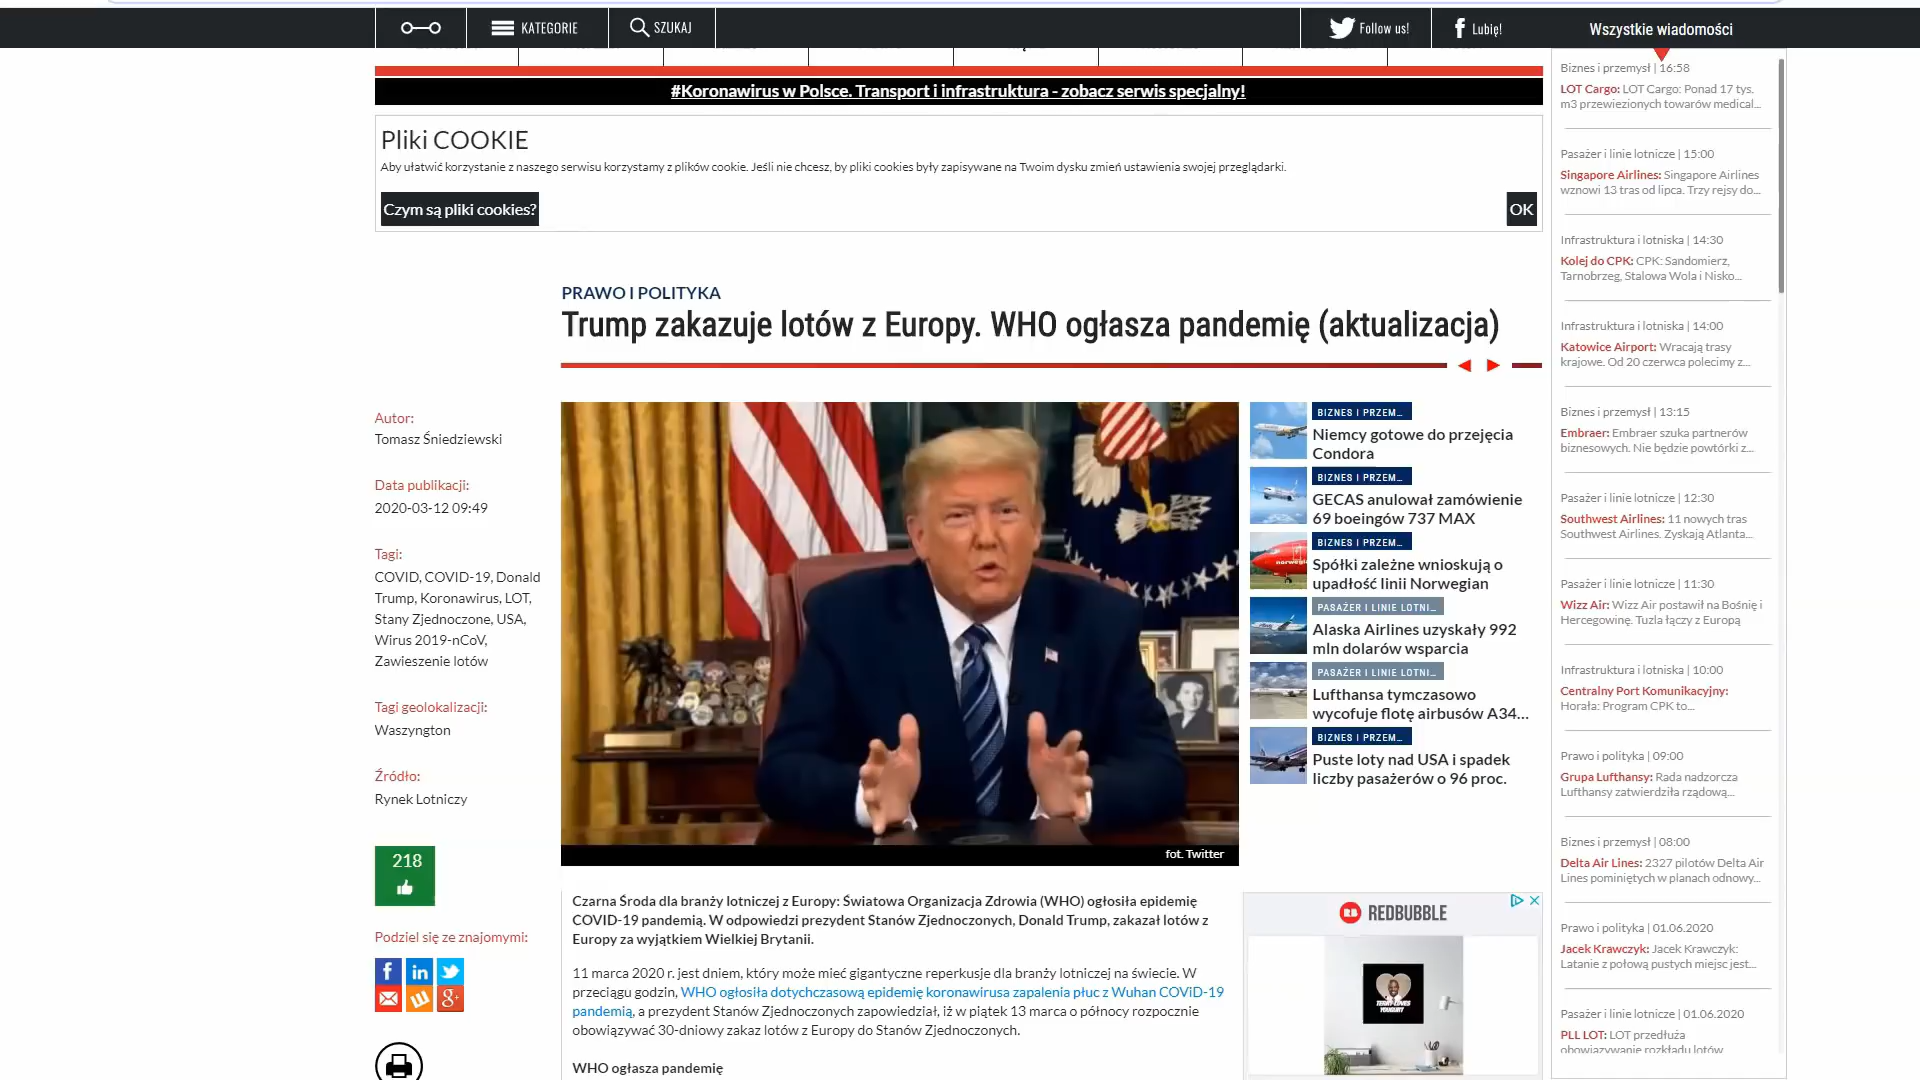 KATEGORIE
SZUKAJ
Follow us!
Lubię!
Wszystkie wiadomości
#Koronawirus w Polsce. Transport i infrastruktura - zobacz serwis specjalny!
Pliki COOKIE
Aby ułatwić korzystanie z naszego serwisu korzystamy z plików cookie. Jeśli nie chcesz, by pliki cookies były zapisywane na Twoim dysku zmień ustawienia swojej przeglądarki.
Czym są pliki cookies?
OK
PRAWO I POLITYKA
Trump zakazuje lotów z Europy. WHO ogłasza pandemię (aktualizacja)
Autor:
Tomasz Śniedziewski
Data publikacji:
2020-03-12 09:49
Tagi:
COVID, COVID-19, Donald
Trump, Koronawirus, LOT,
Stany Zjednoczone, USA,
Wirus 2019-nCoV,
Zawieszenie lotów
Tagi geolokalizacji:
Waszyngton
Źródło:
Rynek Lotniczy
218
Podziel się ze znajomymi:
fot. Twitter
Czarna Środa dla branży lotniczej z Europy: Światowa Organizacja Zdrowia (WHO) ogłosiła epidemię
COVID-19 pandemią. W odpowiedzi prezydent Stanów Zjednoczonych, Donald Trump, zakazał lotów z
Europy za wyjątkiem Wielkiej Brytanii.
11 marca 2020 r. jest dniem, który może mieć gigantyczne reperkusje dla branży lotniczej na świecie. W
przeciągu godzin, WHO ogłosiła dotychczasową epidemię koronawirusa zapalenia płuc z Wuhan COViD-19
pandemią, a prezydent Stanów Zjednoczonych zapowiedział, iż w piątek 13 marca o północy rozpocznie
obowiązywać 30-dniowy zakaz lotów z Europy do Stanów Zjednoczonych.
WHO ogłasza pandemię
BIZNES I PRZEM...
Niemcy gotowe do przejęcia
Condora
BIZNES I PRZEM...
GECAS anulował zamówienie
69 boeingów 737 MAX
BIZNES I PRZEM...
Spółki zależne wnioskują o
upadłość linii Norwegian
PASAŻER I LINIE LOTNI...
Alaska Airlines uzyskały 992
mln dolarów wsparcia
PASAŻER I LINIE LOTNI...
Lufthansa tymczasowo
wycofuje flotę airbusów A34...
BIZNES I PRZEM...
Puste loty nad USA i spadek
liczby pasażerów o 96 proc.
REDBUBBLE
TERRY LOVES
YOGURT
Biznes i przemysł | 16:58
LOT Cargo: LOT Cargo: Ponad 17 tys.
m3 przewiezionych towarów medical...
Pasażer i linie lotnicze | 15:00
Singapore Airlines: Singapore Airlines
wznowi 13 tras od lipca. Trzy rejsy do...
Infrastruktura i lotniska | 14:30
Kolej do CPK: CPK: Sandomierz,
Tarnobrzeg, Stalowa Wola i Nisko...
Infrastruktura i lotniska | 14:00
Katowice Airport: Wracają trasy
krajowe. Od 20 czerwca polecimy z...
Biznes i przemysł | 13:15
Embraer: Embraer szuka partnerów
biznesowych. Nie będzie powtórki z...
Pasażer i linie lotnicze | 12:30
Southwest Airlines: 11 nowych tras
Southwest Airlines. Zyskają Atlanta...
Prawo i polityka | 11:30
Wizz Air: Wizz Air postawił na Bośnię i
Hercegowinę. Tuzla łączy z Europą
Infrastruktura i lotniska | 10:00
Centralny Port Komunikacyjny:
Horała: Program CPK to...
Prawo i polityka | 09:00
Grupa Lufthansy: Rada nadzorcza
Lufthansy zatwierdziła rządową...
Biznes i przemysł | 08:00
Delta Air Lines: 2327 pilotów Delta Air
Lines pominiętych w planach odnowy...
Prawo i polityka | 01.06.2020
Jacek Krawczyk: Jacek Krawczyk:
Latanie z połową pustych miejsc jest...
Pasażer i linie lotnicze | 01.06.2020
PLL LOT: LOT przedłuża
obowiązywanie rozkładu lotów